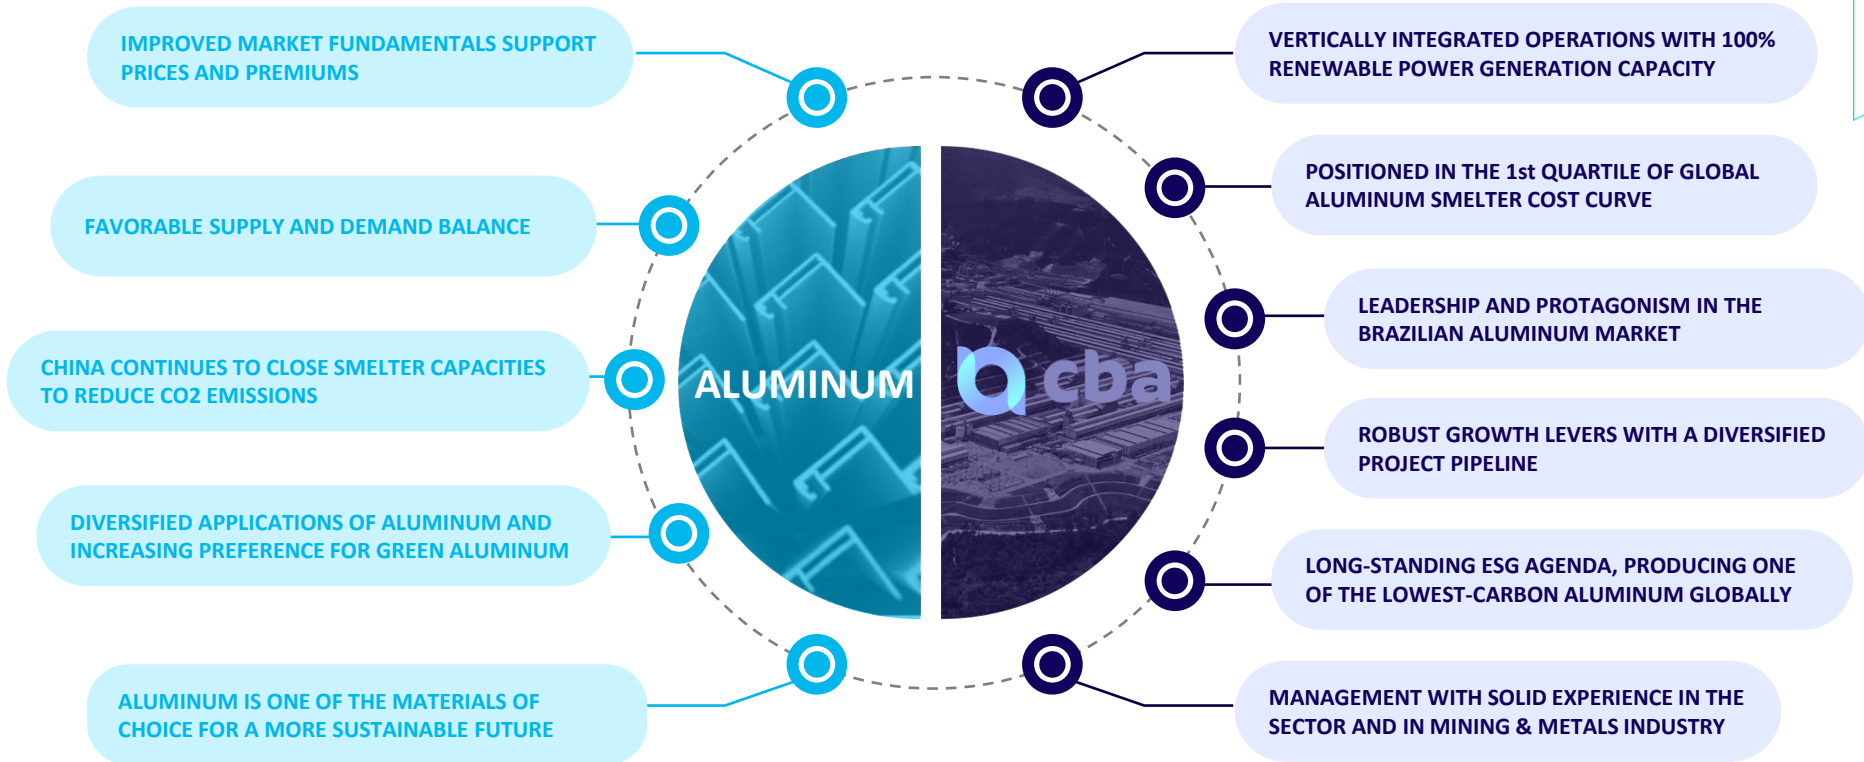 IMPROVED MARKET FUNDAMENTALS SUPPORT
PRICES AND PREMIUMS
FAVORABLE SUPPLY AND DEMAND BALANCE
CHINA CONTINUES TO CLOSE SMELTER CAPACITIES
TO REDUCE CO2 EMISSIONS
DIVERSIFIED APPLICATIONS OF ALUMINUM AND
INCREASING PREFERENCE FOR GREEN ALUMINUM
ALUMINUM IS ONE OF THE MATERIALS OF
CHOICE FOR A MORE SUSTAINABLE FUTURE
ALUMINUM
cba
VERTICALLY INTEGRATED OPERATIONS WITH 100%
RENEWABLE POWER GENERATION CAPACITY
POSITIONED IN THE 1st QUARTILE OF GLOBAL
ALUMINUM SMELTER COST CURVE
LEADERSHIP AND PROTAGONISM IN THE
BRAZILIAN ALUMINUM MARKET
ROBUST GROWTH LEVERS WITH A DIVERSIFIED
PROJECT PIPELINE
LONG-STANDING ESG AGENDA, PRODUCING ONE
OF THE LOWEST-CARBON ALUMINUM GLOBALLY
MANAGEMENT WITH SOLID EXPERIENCE IN THE
SECTOR AND IN MINING & METALS INDUSTRY